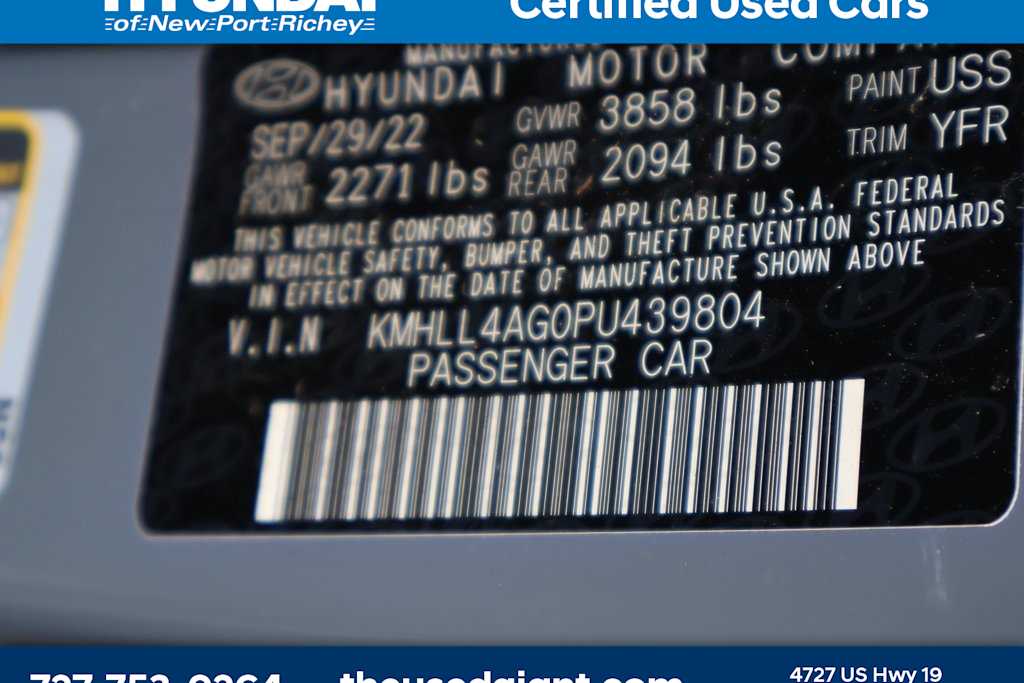 HYUNDAI
of New Port Richey
Certified Used Cars
MANUFACTURED
HYUNDAI MOTOR COMPANY
SEP/29/22 GVWR 3858 lbs PAINT USS
GAWR FRONT 2271 lbs GAWR REAR 2094 lbs TRIM YFR
THIS VEHICLE CONFORMS TO ALL APPLICABLE U.S.A. FEDERAL
MOTOR VEHICLE SAFETY, BUMPER, AND THEFT PREVENTION STANDARDS
IN EFFECT ON THE DATE OF MANUFACTURE SHOWN ABOVE
V.I.N KMHLL4AG0PU439804
PASSENGER CAR
4727 US Hwy 19